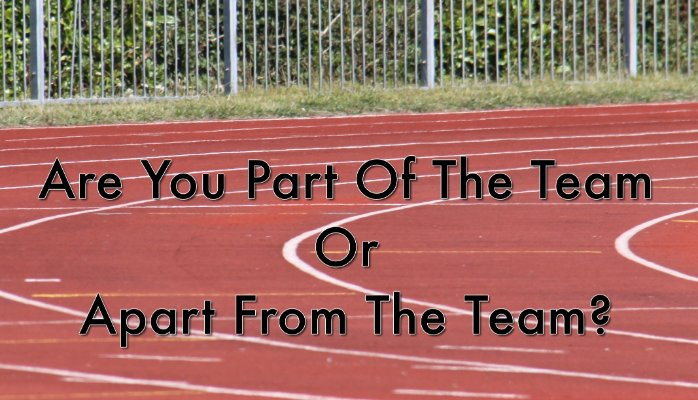 Are You Part Of The Team
Or
Apart From The Team?